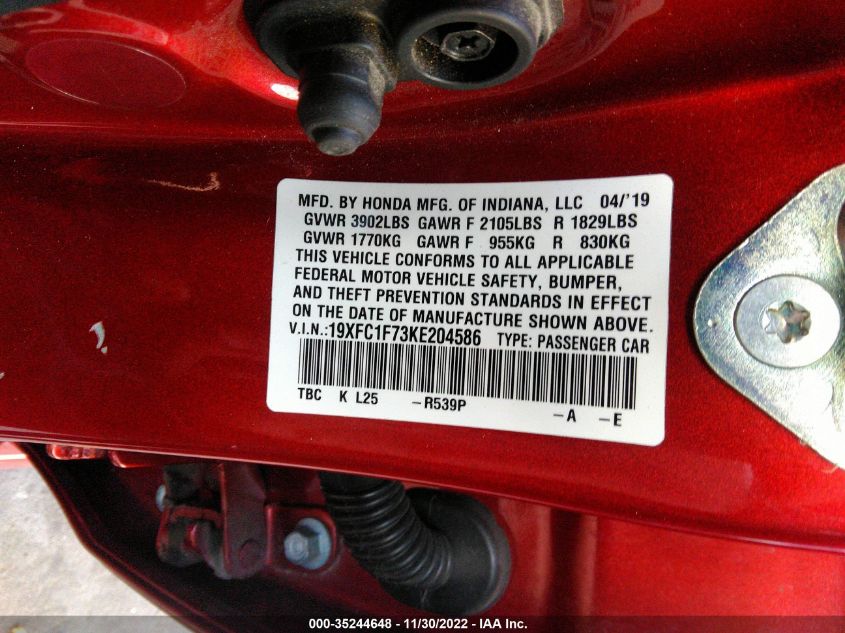 MFD. BY HONDA MFG. OF INDIANA, LLC 04/'19
GVWR 3902LBS GAWR F 2105LBS R 1829LBS
GVWR 1770KG GAWR F 955KG R 830KG
THIS VEHICLE CONFORMS TO ALL APPLICABLE
FEDERAL MOTOR VEHICLE SAFETY, BUMPER,
AND THEFT PREVENTION STANDARDS IN EFFECT
ON THE DATE OF MANUFACTURE SHOWN ABOVE.
V.I.N.:19XFC1F73KE204586 TYPE: PASSENGER CAR
TBC K L25 -R539P -A -E
000-35244648 - 11/30/2022 - IAA Inc.